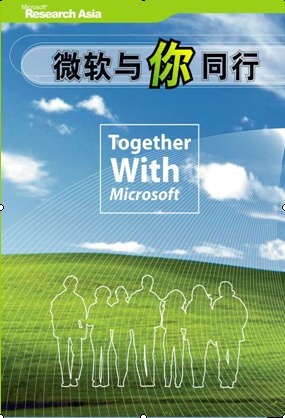 Microsoft®
Research Asia
微软与你同行
Together
With
Microsoft